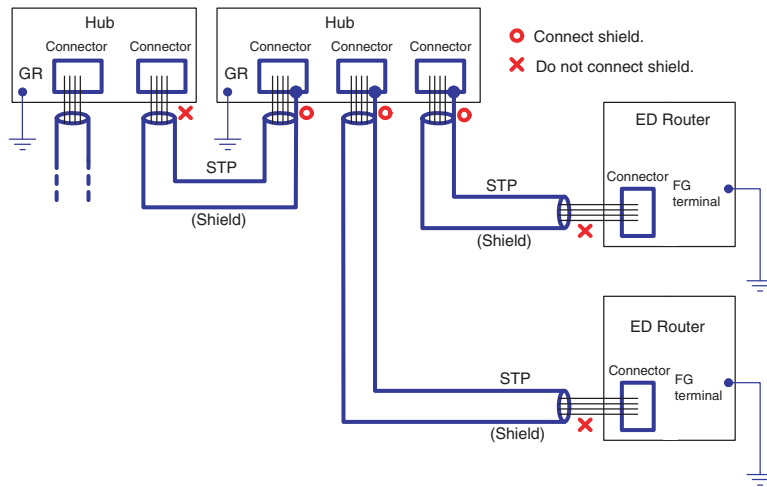 Hub
Connector
Connector
GR
Hub
Connector
Connector
Connector
GR
Connect shield.
Do not connect shield.
STP
(Shield)
ED Router
Connector
FG
terminal
STP
(Shield)
ED Router
Connector
FG
terminal
STP
(Shield)